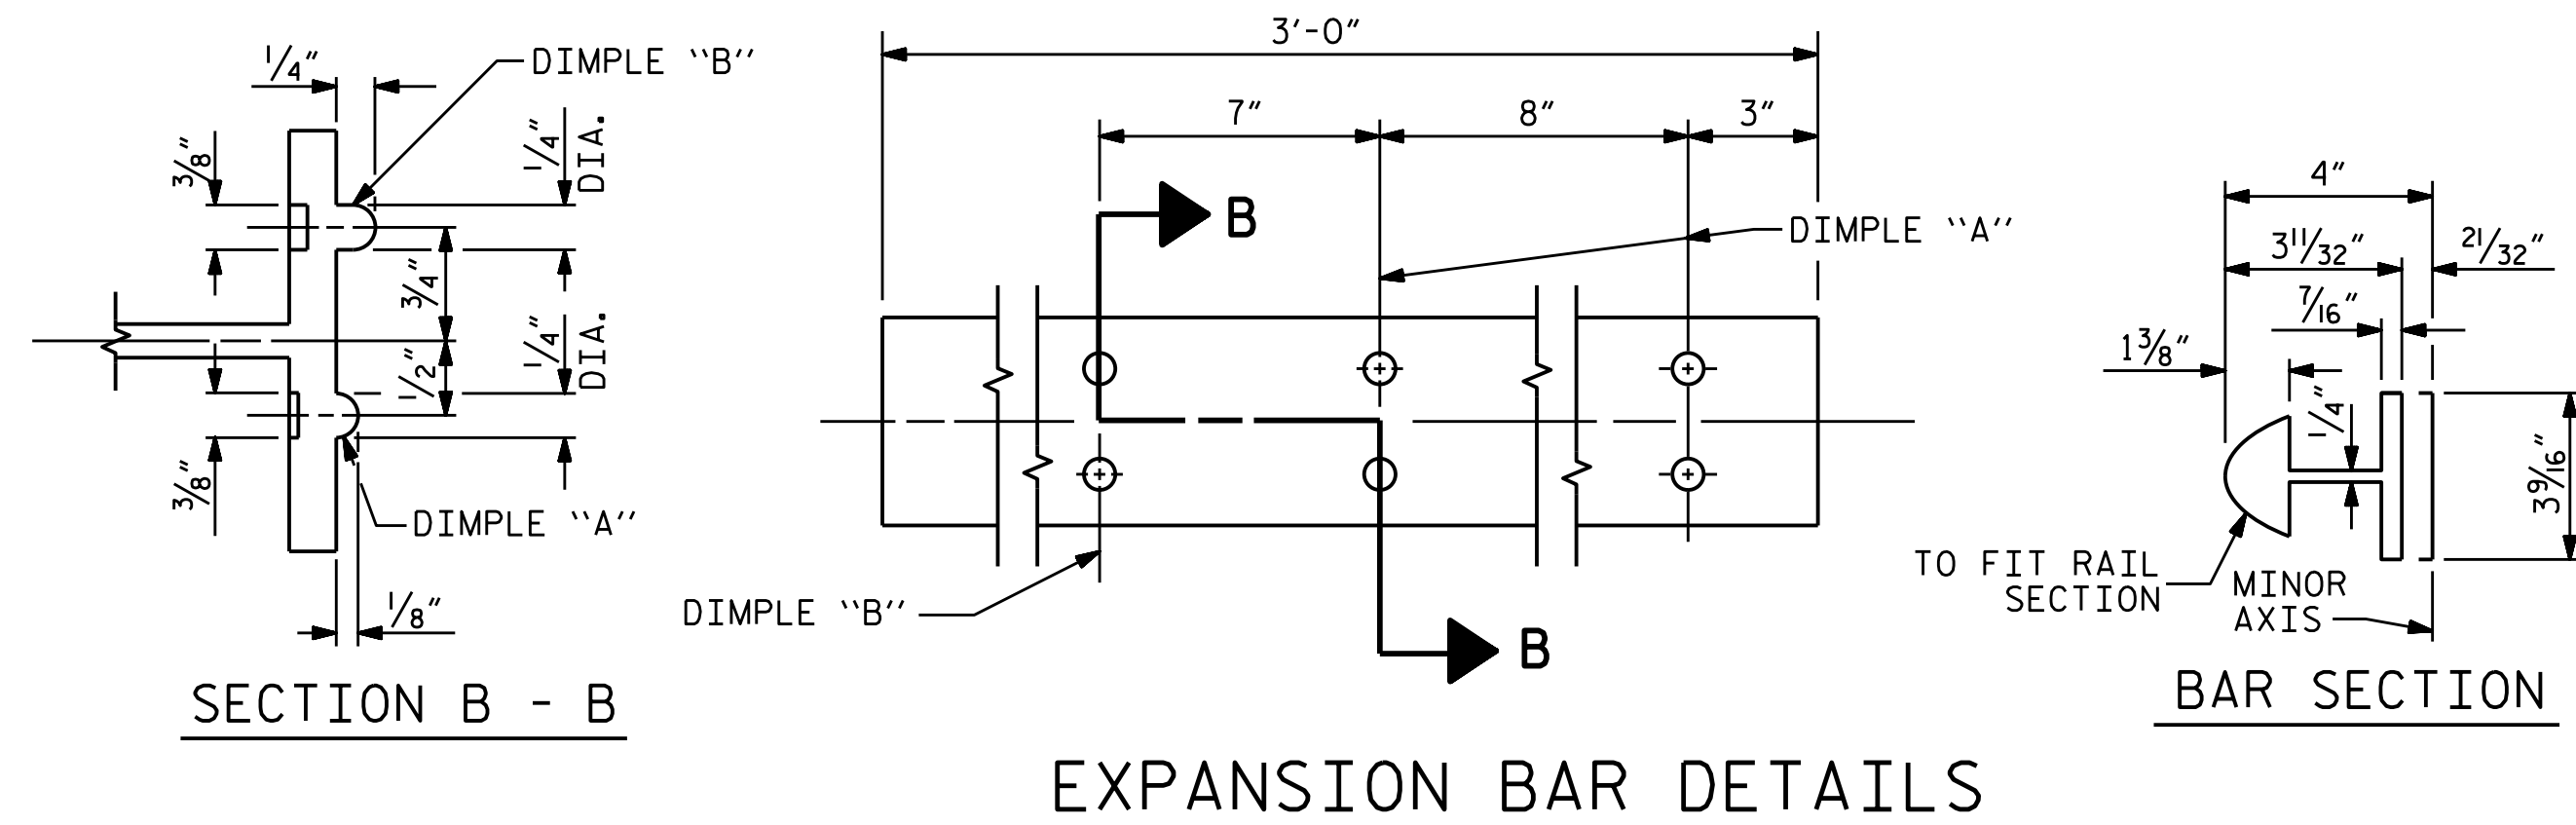 1/4"
DIMPLE "B"
3/8"
1/4"
DIA.
3/4"
1/2"
1/4"
DIA.
3/8"
DIMPLE "A"
1/8"
SECTION B - B
3'-0"
7"
8"
3"
B
DIMPLE "A"
DIMPLE "B"
B
EXPANSION BAR DETAILS
4"
3 11/32"
21/32"
7/16"
1 3/8"
1/4"
3 9/16"
TO FIT RAIL
SECTION
MINOR
AXIS
BAR SECTION